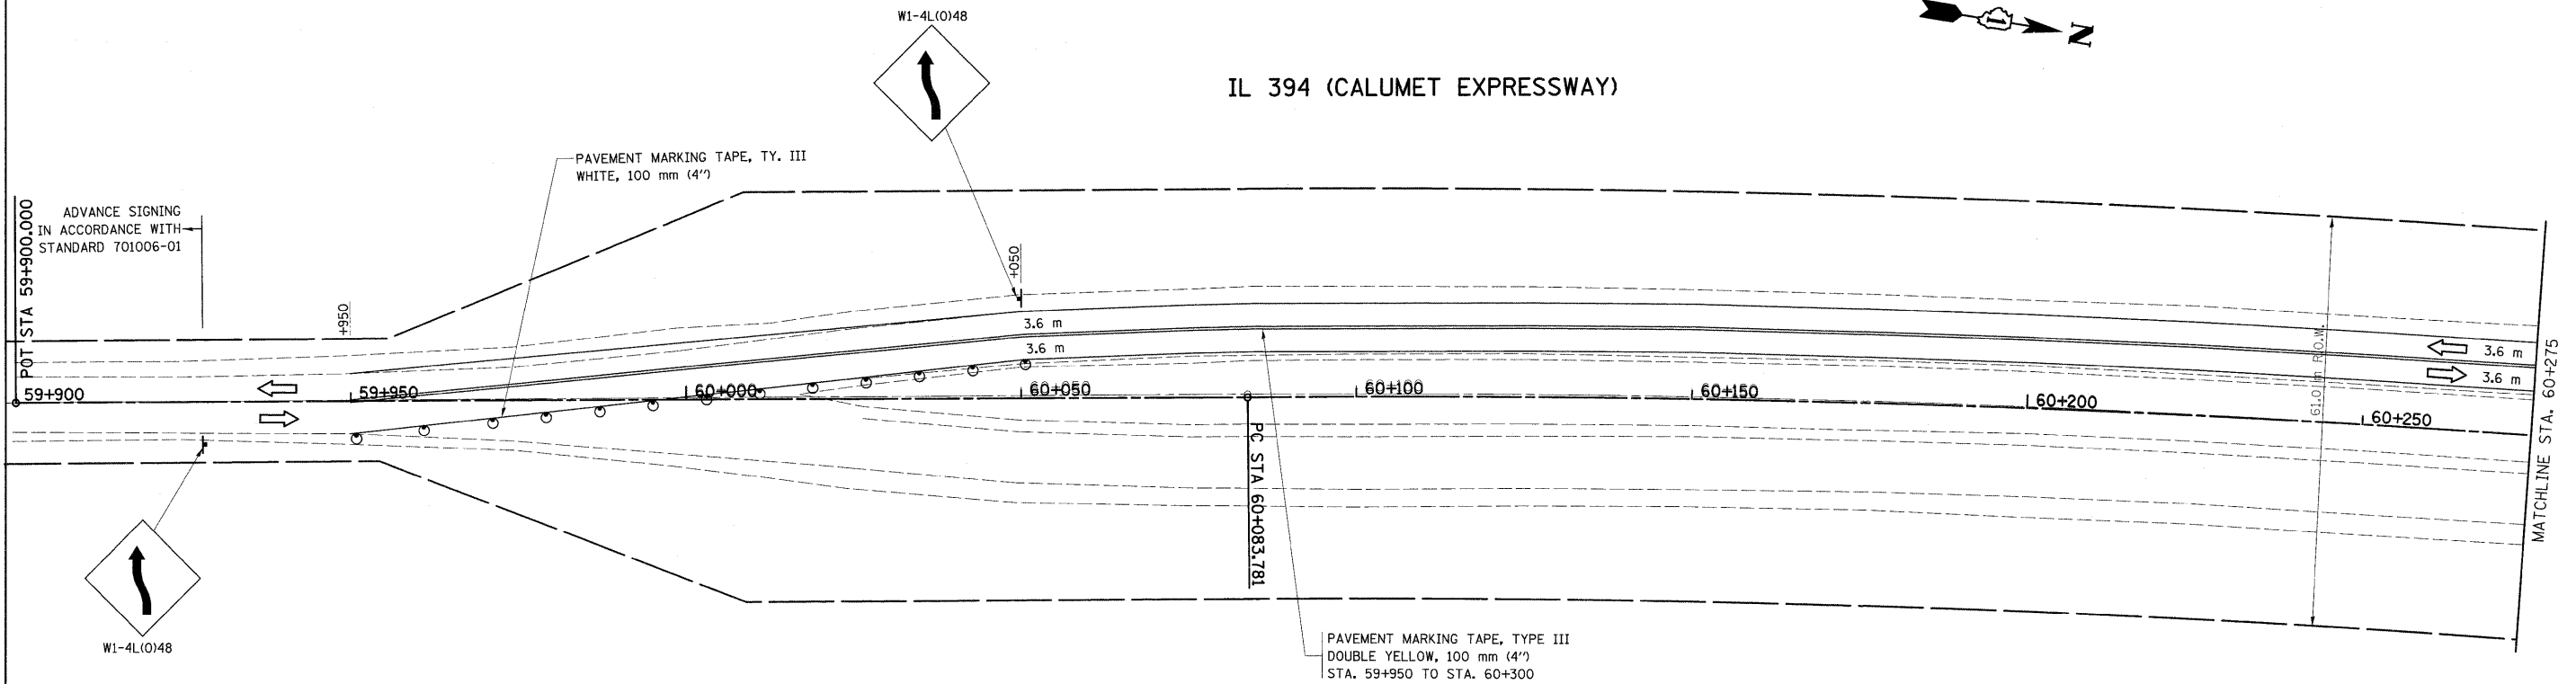 W1-4L(O)48
N
IL 394 (CALUMET EXPRESSWAY)
PAVEMENT MARKING TAPE, TY. III
WHITE, 100 mm (4'')
ADVANCE SIGNING
IN ACCORDANCE WITH
STANDARD 701006-01
POT STA 59+900.000
+950
+050
3.6 m
3.6 m
61.0 m R.O.W.
3.6 m
3.6 m
MATCHLINE STA. 60+275
59+900
59+950
60+000
60+050
60+100
60+150
60+200
60+250
PC STA 60+083.781
W1-4L(O)48
PAVEMENT MARKING TAPE, TYPE III
DOUBLE YELLOW, 100 mm (4'')
STA. 59+950 TO STA. 60+300